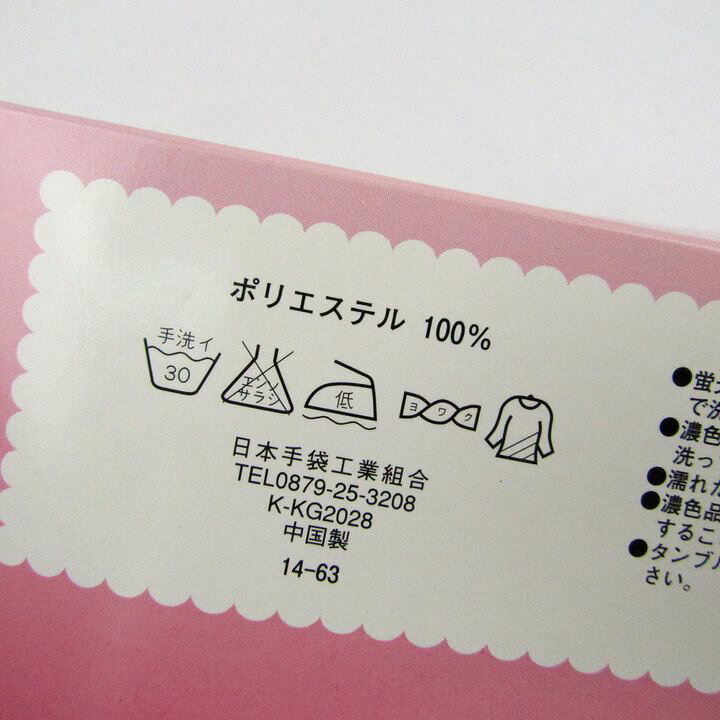 ポリエステル 100%
手洗イ
30
エンソ
サラシ
低
ヨワク
日本手袋工業組合
TEL0879-25-3208
K-KG2028
中国製
14-63
●蛍
で洗
●濃色
洗っ
●濡れた
●濃色品
するこ
●タンブル
さい。